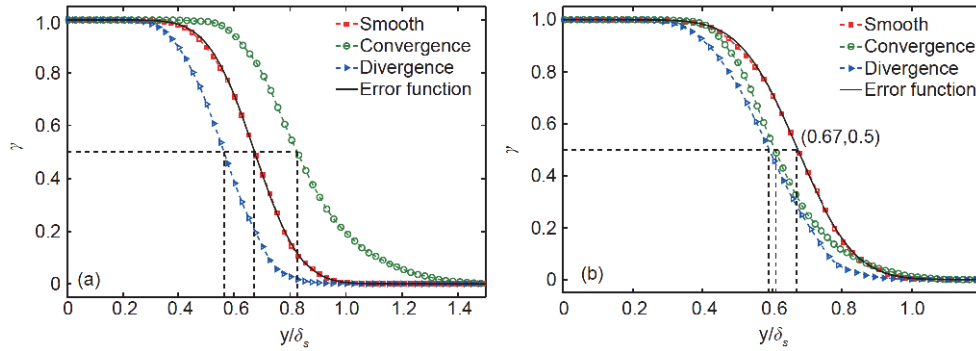 1.0
0.8
0.6
0.4
0.2
0
γ
Smooth
Convergence
Divergence
Error function
(a)
0 0.2 0.4 0.6 0.8 1.0 1.2 1.4
y/δs
1.0
0.8
0.6
0.4
0.2
0
γ
Smooth
Convergence
Divergence
Error function
(0.67,0.5)
(b)
0 0.2 0.4 0.6 0.8 1.0
y/δs